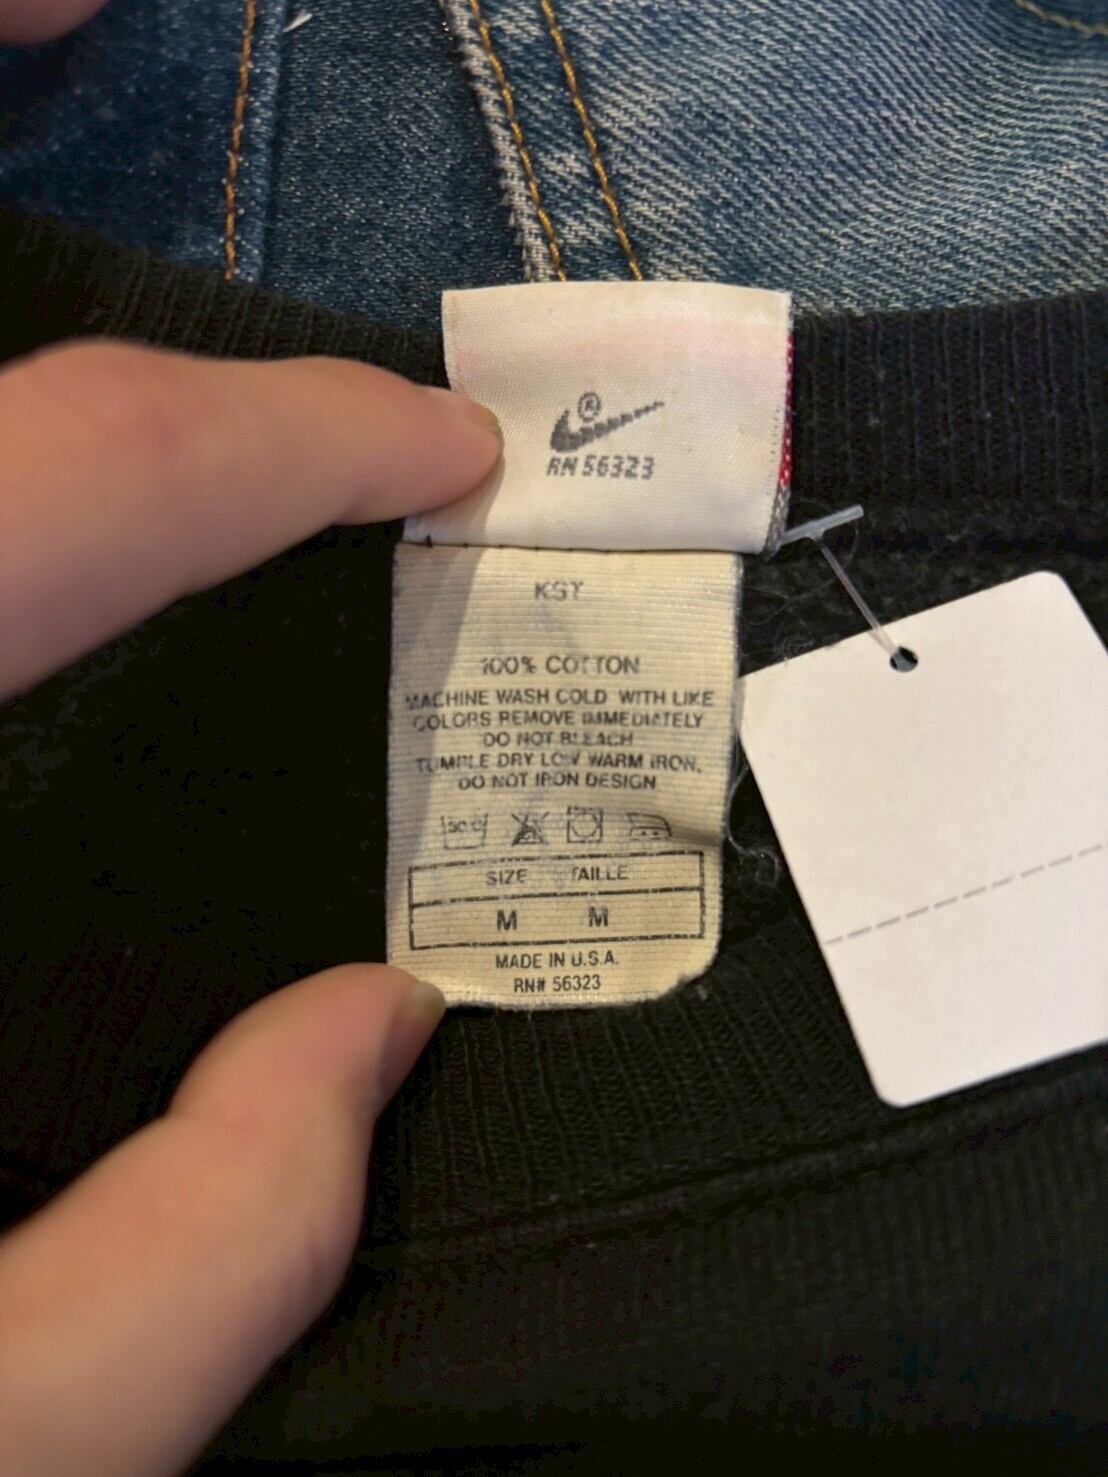 ®
RN 56323
KST
100% COTTON
MACHINE WASH COLD WITH LIKE
COLORS REMOVE IMMEDIATELY
DO NOT BLEACH
TUMBLE DRY LOW WARM IRON,
DO NOT IRON DESIGN
SIZE TAILLE
M M
MADE IN U.S.A.
RN# 56323